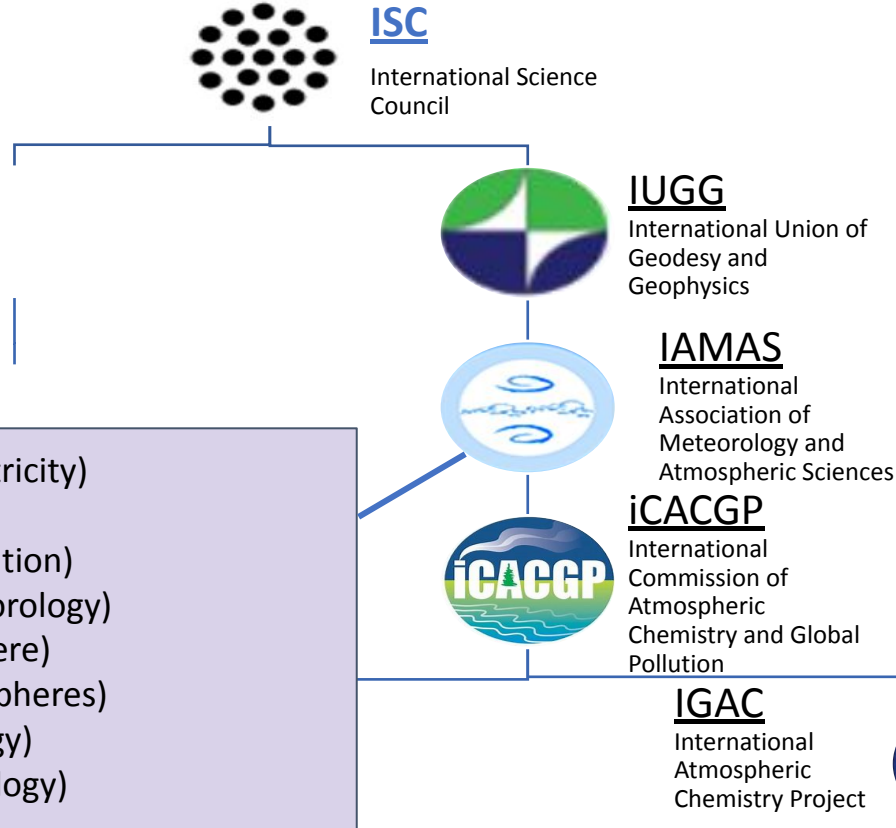 ISC
International Science
Council
IUGG
International Union of
Geodesy and
Geophysics
IAMAS
International
Association of
Meteorology and
Atmospheric Sciences
iCACGP
iCACGP
International
Commission of
Atmospheric
Chemistry and Global
Pollution
IGAC
International
Atmospheric
Chemistry Project
ricity)
tion)
orology)
ere)
pheres)
gy)
logy)